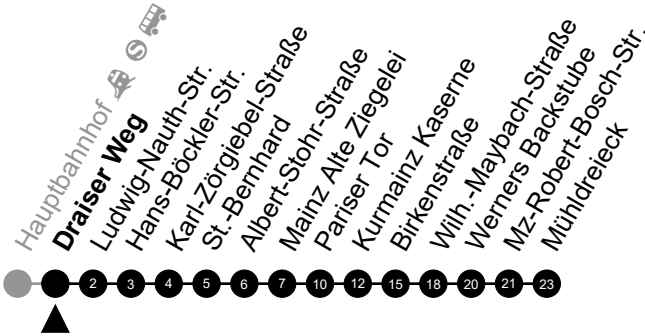 Hauptbahnhof S
Draiser Weg
Ludwig-Nauth-Str.
Hans-Böckler-Str.
Karl-Zörgiebel-Straße
St.-Bernhard
Albert-Stohr-Straße
Mainz Alte Ziegelei
Pariser Tor
Kurmainz Kaserne
Birkenstraße
Wilh.-Maybach-Straße
Werners Backstube
Mz-Robert-Bosch-Str.
Mühldreieck
2 3 4 5 6 7 10 12 15 18 20 21 23